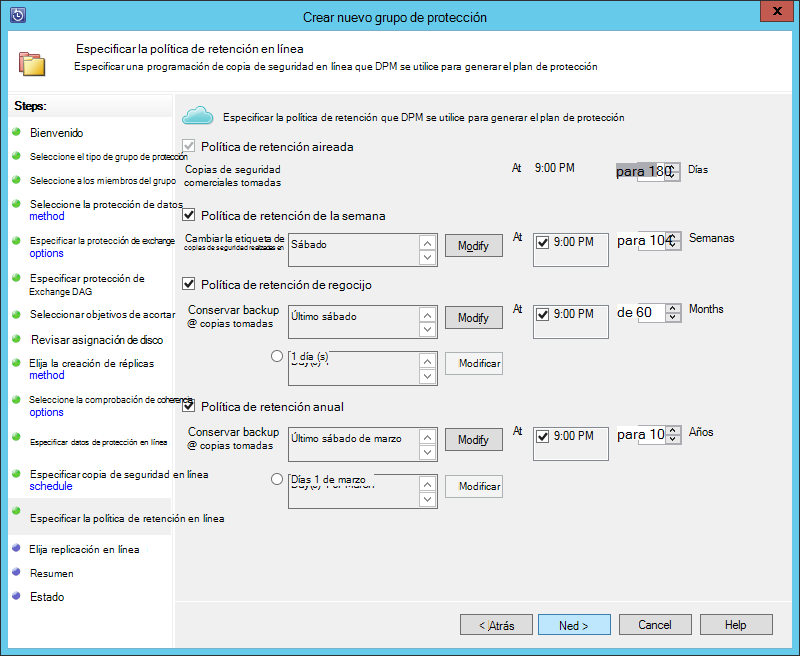 Crear nuevo grupo de protección
X
Especificar la política de retención en línea
Especificar una programación de copia de seguridad en línea que DPM se utilice para generar el plan de protección
Steps:
Bienvenido
Seleccione el tipo de grupo de protección
Seleccione a los miembros del grupo
Seleccione la protección de datos
method
Especificar la protección de exchange
options
Especificar protección de
Exchange DAG
Seleccionar objetivos de acortar
Revisar asignación de disco
Elija la creación de réplicas
method
Seleccione la comprobación de coherencia
options
Especificar datos de protección en línea
Especificar copia de seguridad en línea
schedule
Especificar la política de retención en línea
Elija replicación en línea
Resumen
Estado
Especificar la política de retención que DPM se utilice para generar el plan de protección
Política de retención aireada
Copias de seguridad
comerciales tomadas
At 9:00 PM para 180 Días
Política de retención de la semana
Cambiar la etiqueta de
copias de seguridad realizadas en
Sábado Modify At 9:00 PM para 104 Semanas
Política de retención de regocijo
Conservar backup
@ copias tomadas
Último sábado Modify At 9:00 PM de 60 Months
1 día (s) Modificar
Política de retención anual
Conservar backup
@ copias tomadas
Último sábado de marzo Modify At 9:00 PM para 10 Años
Días 1 de marzo Modificar
< Atrás Ned > Cancel Help